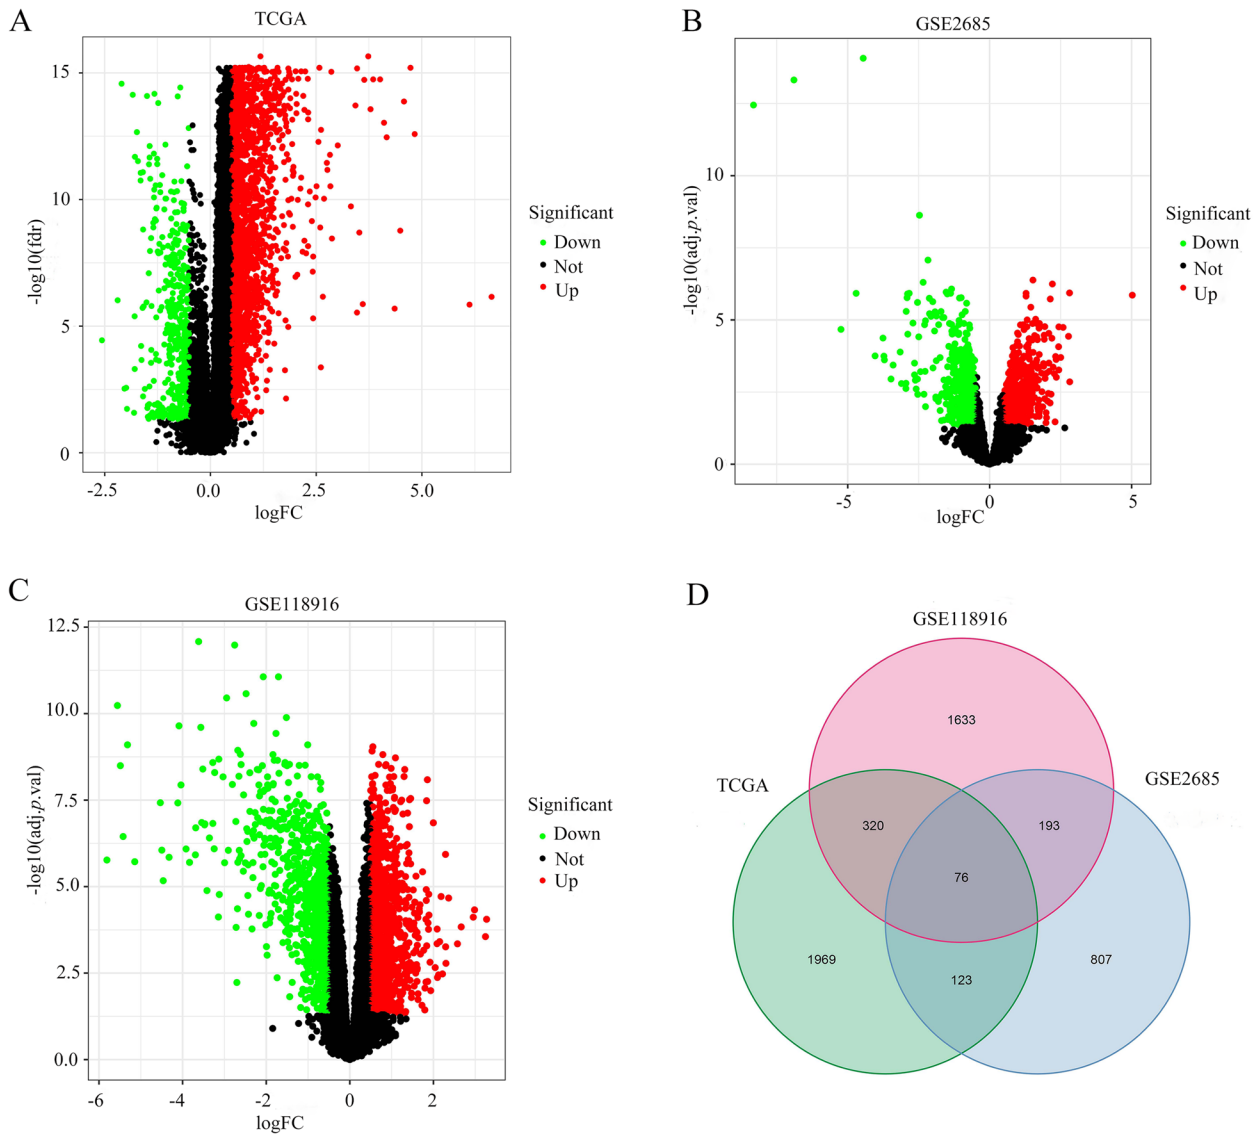 A
TCGA
15
10
5
0
-log10(fdr)
-2.5
0.0
2.5
5.0
logFC
Significant
Down
Not
Up
B
GSE2685
10
5
0
-log10(adj.p.val)
-5
0
5
logFC
Significant
Down
Not
Up
C
GSE118916
12.5
10.0
7.5
5.0
2.5
0.0
-log10(adj.p.val)
-6
-4
-2
0
2
logFC
Significant
Down
Not
Up
D
GSE118916
TCGA
GSE2685
1633
320
193
76
1969
123
807